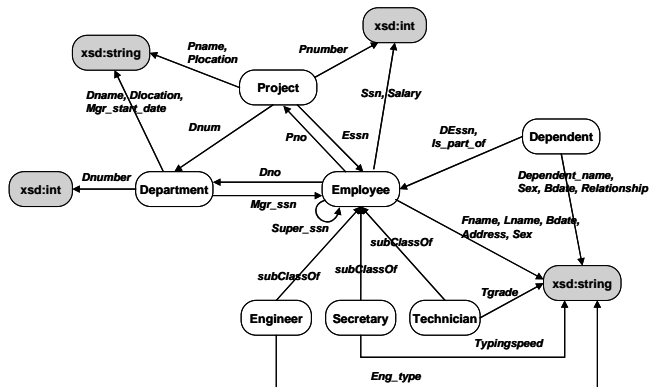 xsd:int
Pname,
Plocation
Pnumber
xsd:string
Project
Ssn, Salary
Dname, Dlocation,
Mgr_start_date
Dnum
Pno
Essn
DEssn,
Is_part_of
Dependent
Dno
Dnumber
xsd:int
Department
Employee
Dependent_name,
Sex, Bdate, Relationship
Mgr_ssn
Super_ssn
Fname, Lname, Bdate,
Address, Sex
subClassOf
subClassOf
subClassOf
xsd:string
Tgrade
Engineer
Secretary
Technician
Typingspeed
Eng_type